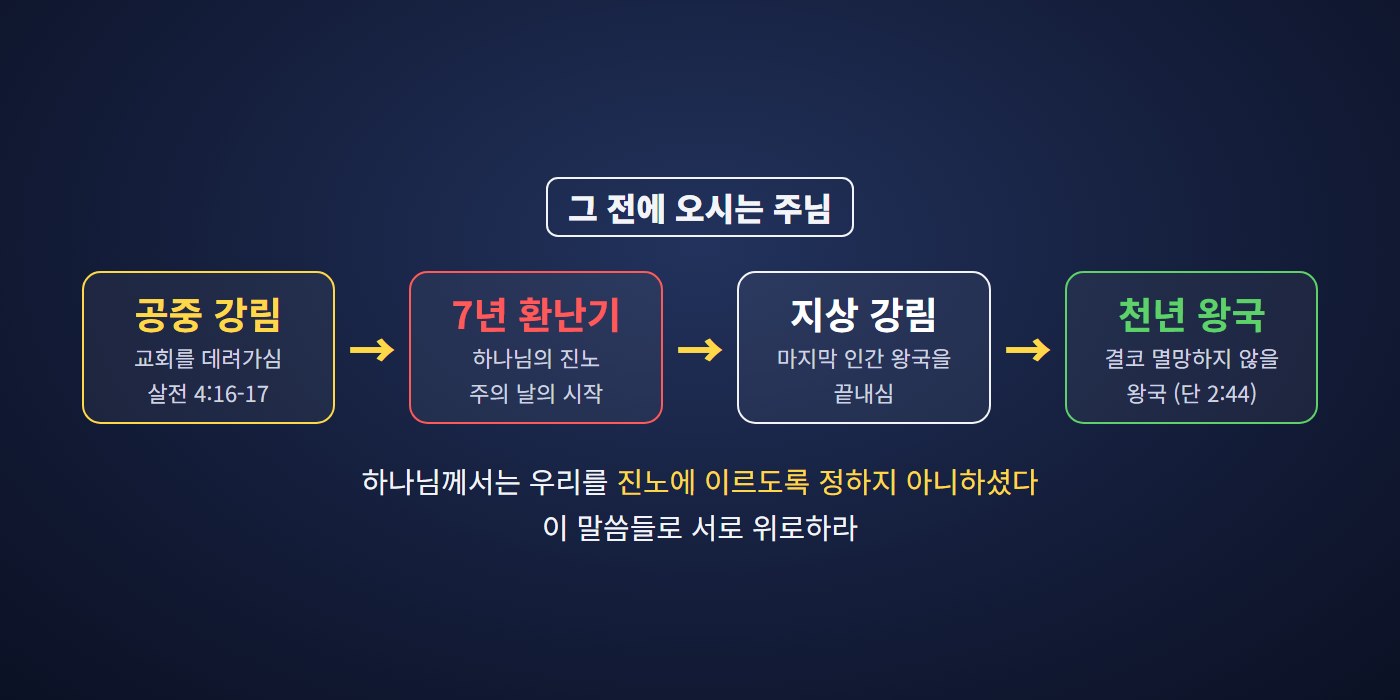 그 전에 오시는 주님
공중 강림
교회를 데려가심
살전 4:16-17
→
7년 환난기
하나님의 진노
주의 날의 시작
→
지상 강림
마지막 인간 왕국을
끝내심
→
천년 왕국
결코 멸망하지 않을
왕국 (단 2:44)
하나님께서는 우리를 진노에 이르도록 정하지 아니하셨다
이 말씀들로 서로 위로하라